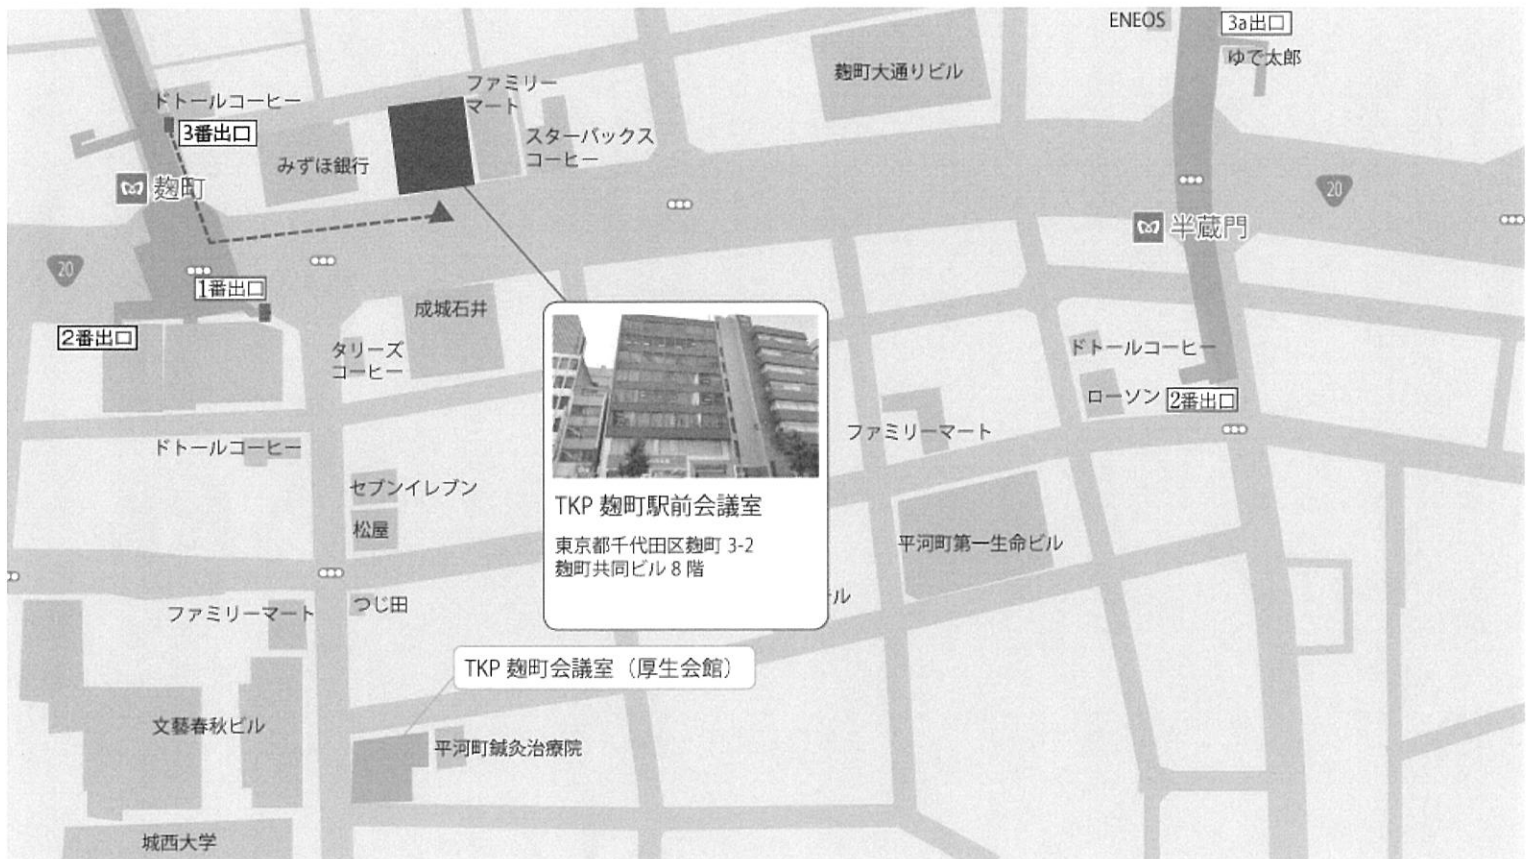 ENEOS
3a出口
ゆで太郎
麹町大通りビル
ファミリー
マート
ドトールコーヒー
3番出口
スターバックス
コーヒー
みずほ銀行
麹町
20
半蔵門
20
1番出口
2番出口
成城石井
タリーズ
コーヒー
ドトールコーヒー
ローソン
2番出口
ファミリーマート
ドトールコーヒー
セブンイレブン
松屋
TKP 麹町駅前会議室
東京都千代田区麹町 3-2
麹町共同ビル 8 階
平河町第一生命ビル
ル
つじ田
ファミリーマート
TKP 麹町会議室（厚生会館）
文藝春秋ビル
平河町鍼灸治療院
城西大学